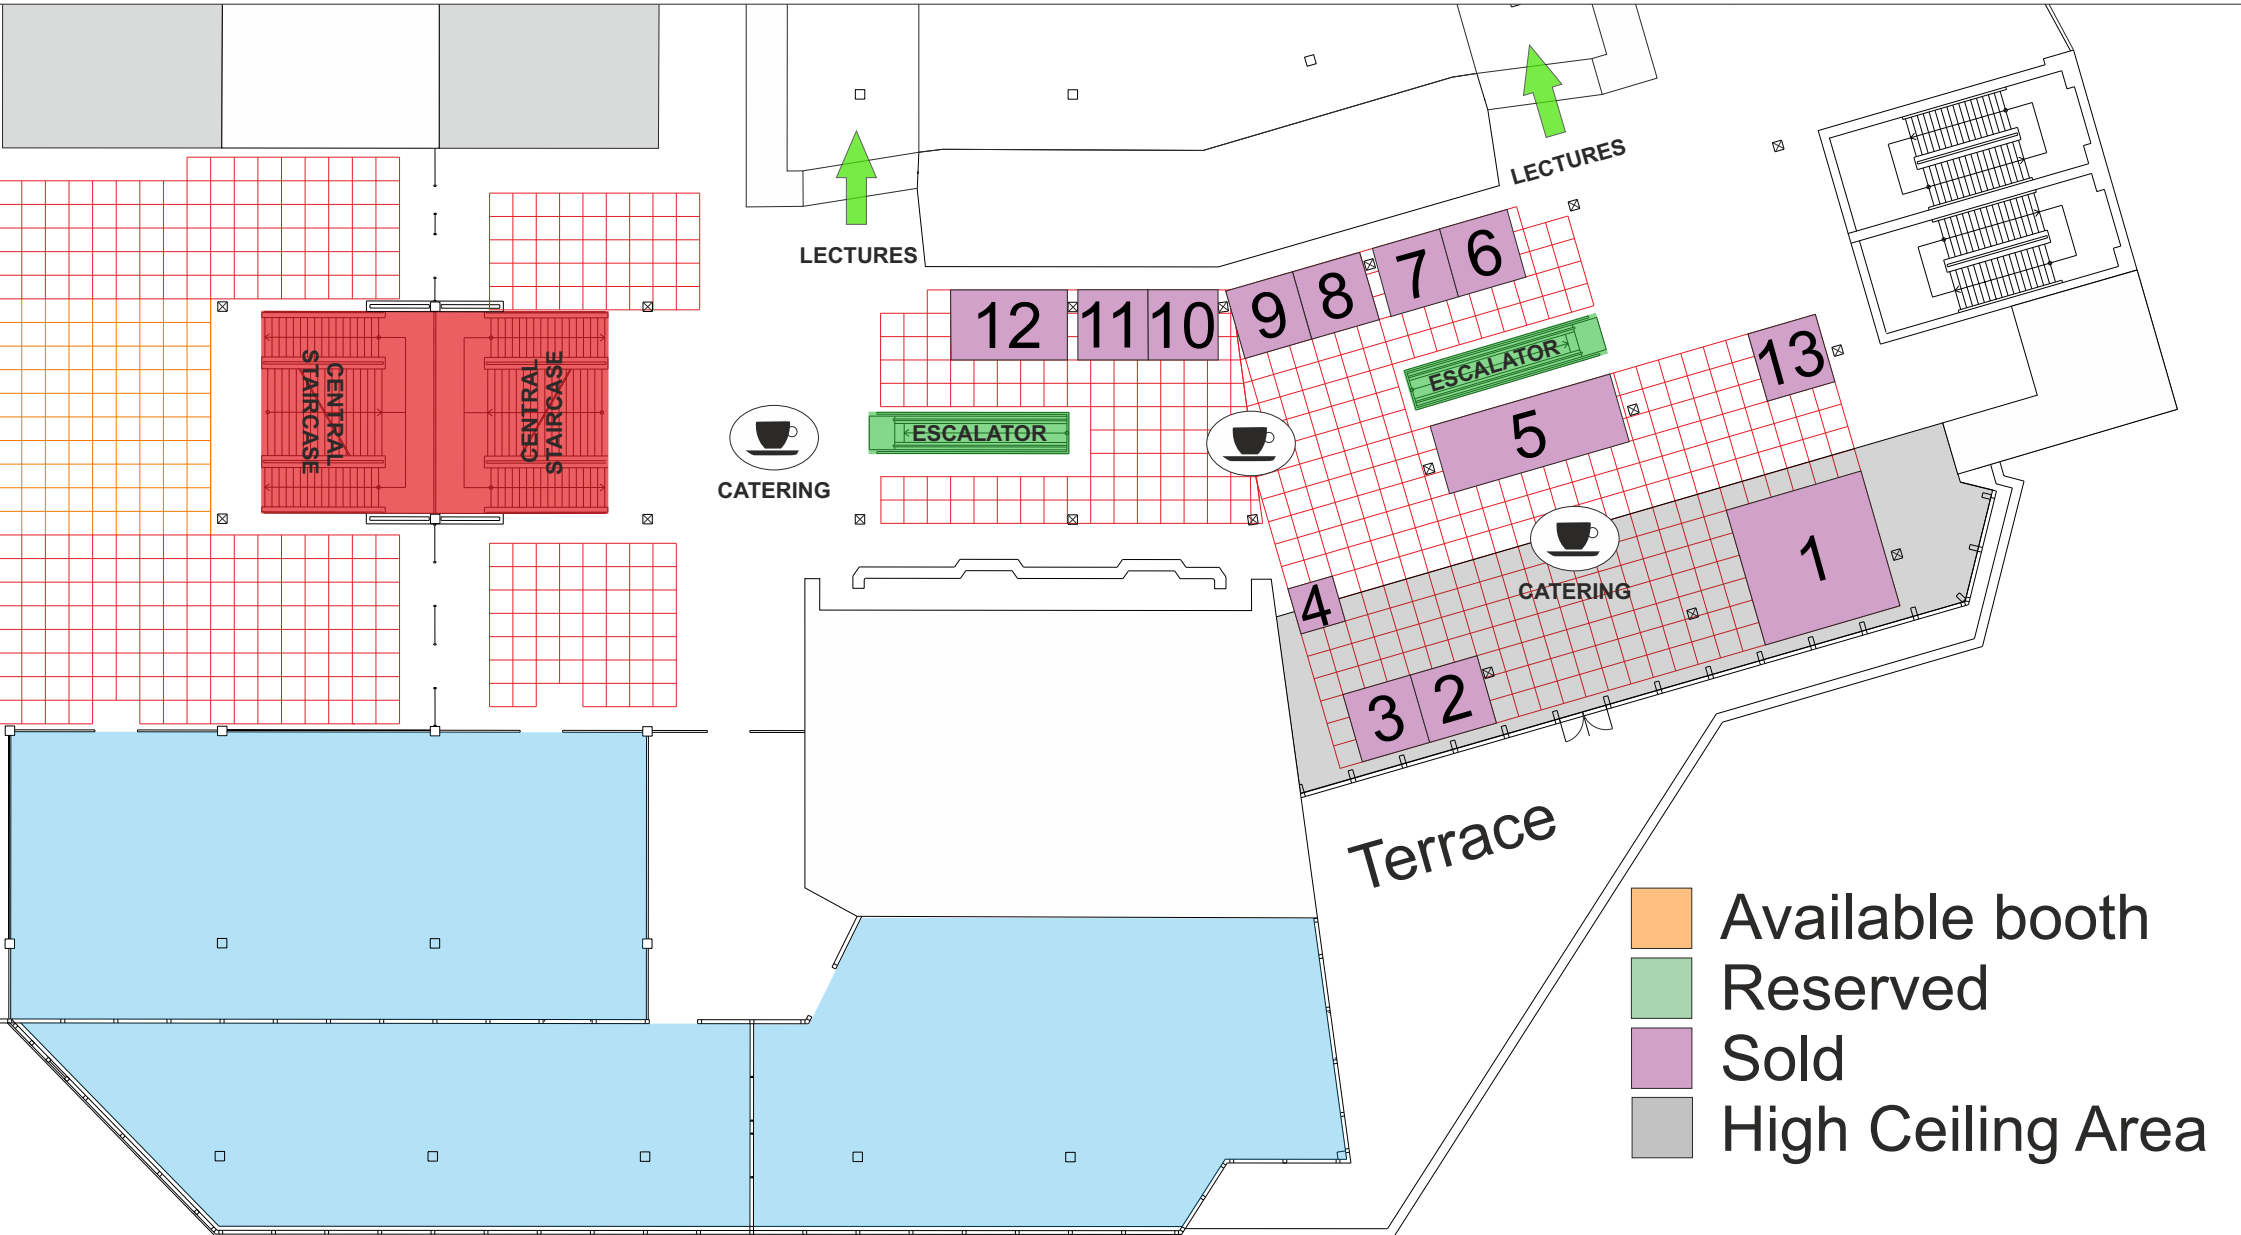 LECTURES
LECTURES
6
7
8
9
12
11
10
13
CENTRAL
STAIRCASE
CENTRAL
STAIRCASE
ESCALATOR
ESCALATOR
5
CATERING
1
CATERING
4
2
3
Terrace
Available booth
Reserved
Sold
High Ceiling Area